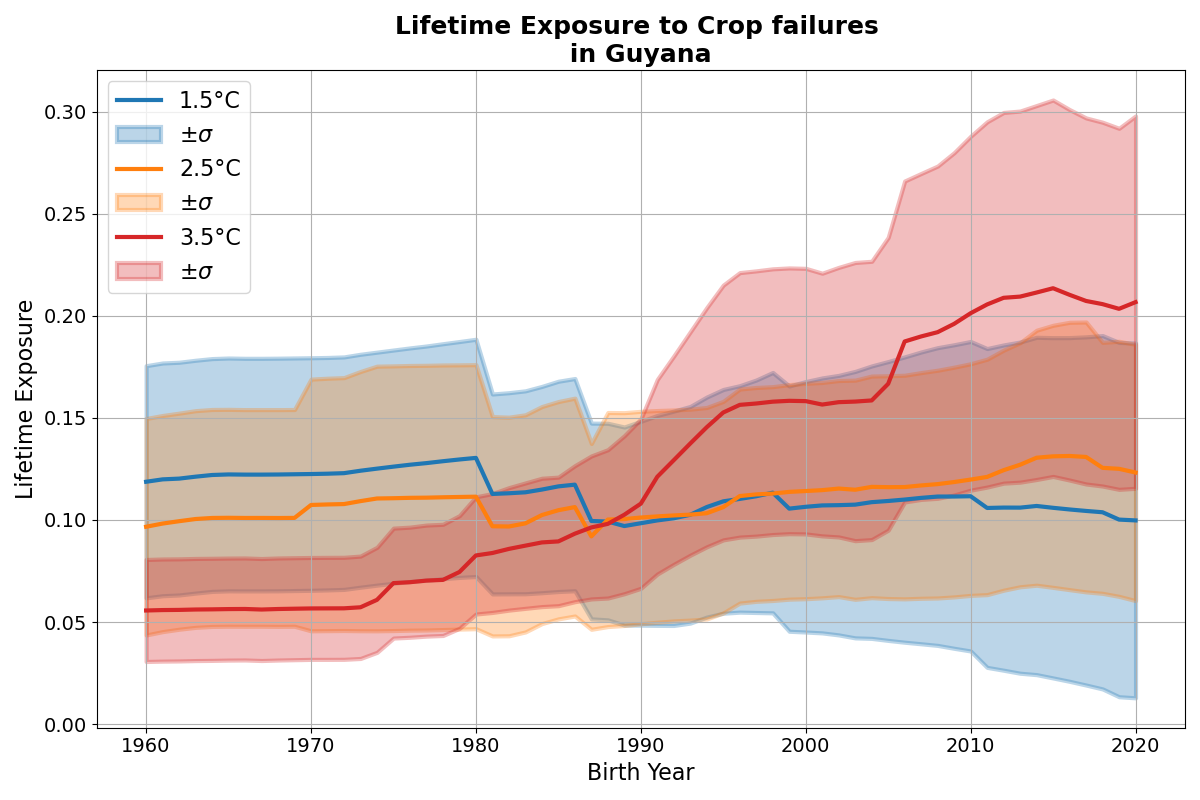 Lifetime Exposure to Crop failures
in Guyana
1.5°C
±σ
2.5°C
±σ
3.5°C
±σ
Lifetime Exposure
0.30
0.25
0.20
0.15
0.10
0.05
0.00
1960 1970 1980 1990 2000 2010 2020
Birth Year